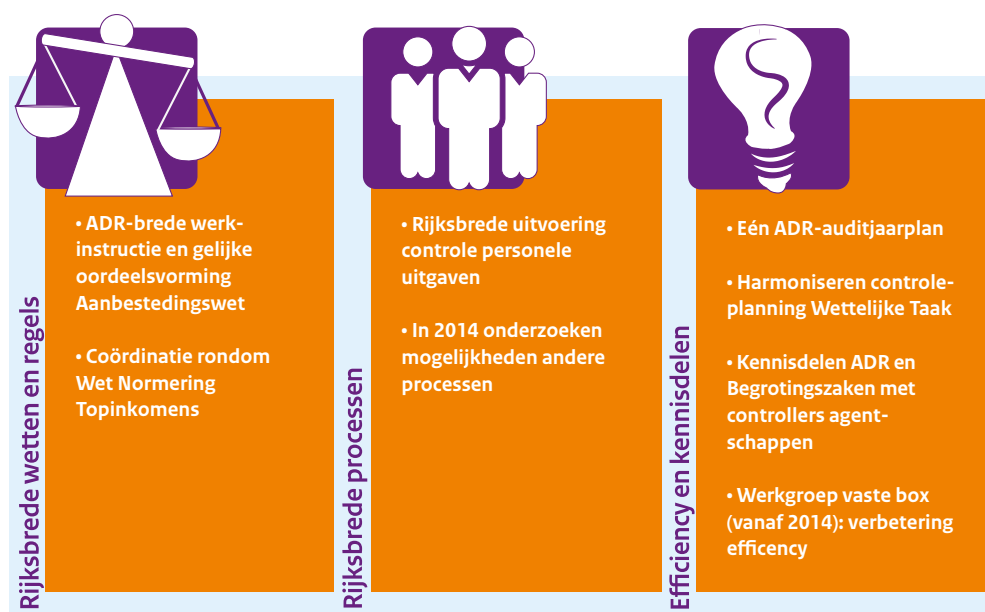 Rijksbrede wetten en regels
• ADR-brede werk-
instructie en gelijke
oordeelsvorming
Aanbestedingswet
• Coördinatie rondom
Wet Normering
Topinkomens
Rijksbrede processen
• Rijksbrede uitvoering
controle personele
uitgaven
• In 2014 onderzoeken
mogelijkheden andere
processen
Efficiency en kennisdelen
• Eén ADR-auditjaarplan
• Harmoniseren controle-
planning Wettelijke Taak
• Kennisdelen ADR en
Begrotingszaken met
controllers agent-
schappen
• Werkgroep vaste box
(vanaf 2014): verbetering
efficency